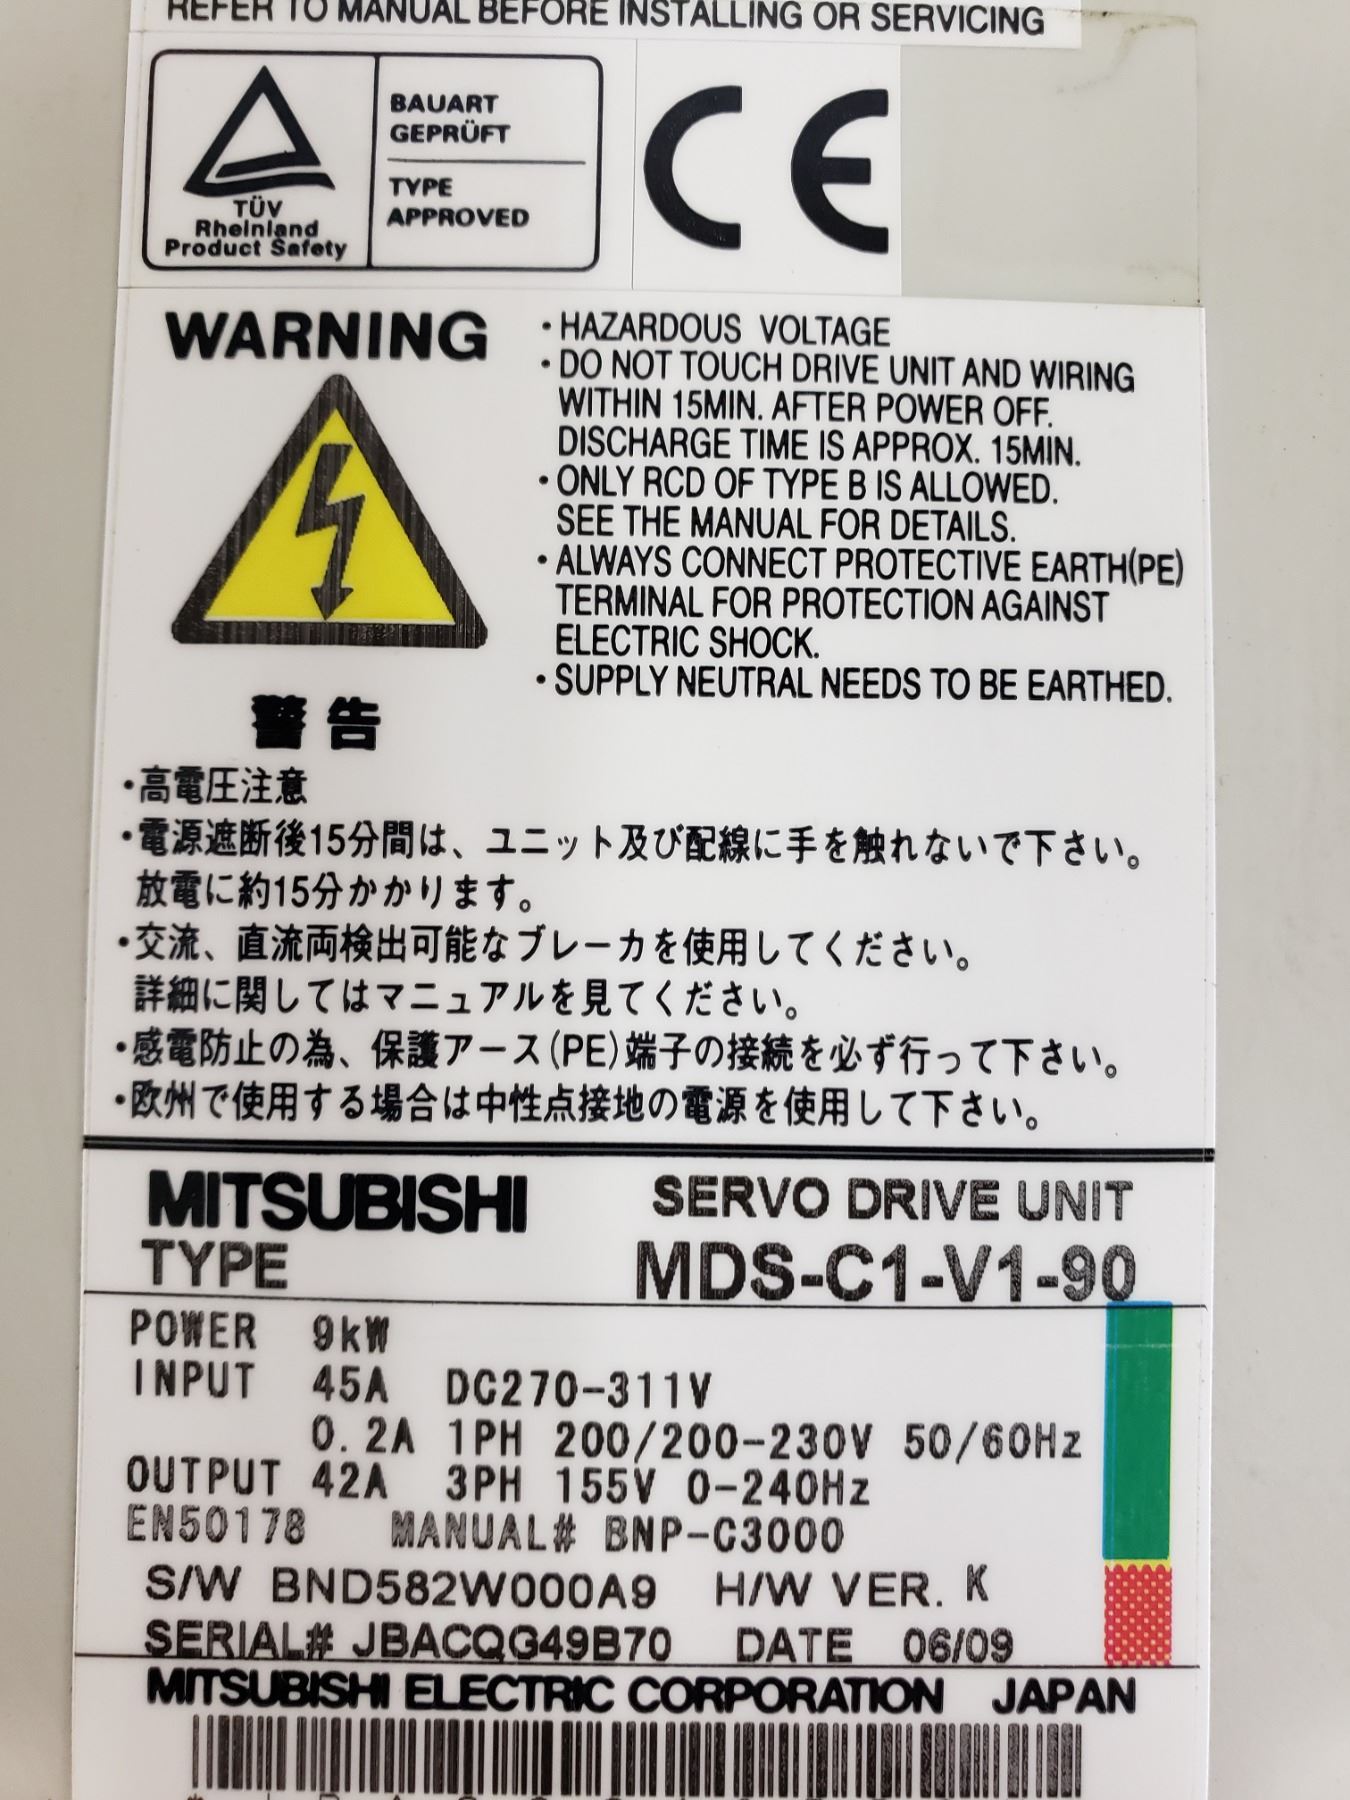 REFER TO MANUAL BEFORE INSTALLING OR SERVICING
TÜV
Rheinland
Product Safety
BAUART
GEPRÜFT
TYPE
APPROVED
CE
WARNING
・HAZARDOUS VOLTAGE
・DO NOT TOUCH DRIVE UNIT AND WIRING
WITHIN 15MIN. AFTER POWER OFF.
DISCHARGE TIME IS APPROX. 15MIN.
・ONLY RCD OF TYPE B IS ALLOWED.
SEE THE MANUAL FOR DETAILS.
・ALWAYS CONNECT PROTECTIVE EARTH(PE)
TERMINAL FOR PROTECTION AGAINST
ELECTRIC SHOCK.
・SUPPLY NEUTRAL NEEDS TO BE EARTHED.
警告
・高電圧注意
・電源遮断後15分間は、ユニット及び配線に手を触れないで下さい。
放電に約15分かかります。
・交流、直流両検出可能なブレーカを使用してください。
詳細に関してはマニュアルを見てください。
・感電防止の為、保護アース(PE)端子の接続を必ず行って下さい。
・欧州で使用する場合は中性点接地の電源を使用して下さい。
MITSUBISHI SERVO DRIVE UNIT
TYPE MDS-C1-V1-90
POWER 9kW
INPUT 45A DC270-311V
0.2A 1PH 200/200-230V 50/60Hz
OUTPUT 42A 3PH 155V 0-240Hz
EN50178 MANUAL# BNP-C3000
S/W BND582W000A9 H/W VER. K
SERIAL# JBACQG49B70 DATE 06/09
MITSUBISHI ELECTRIC CORPORATION JAPAN